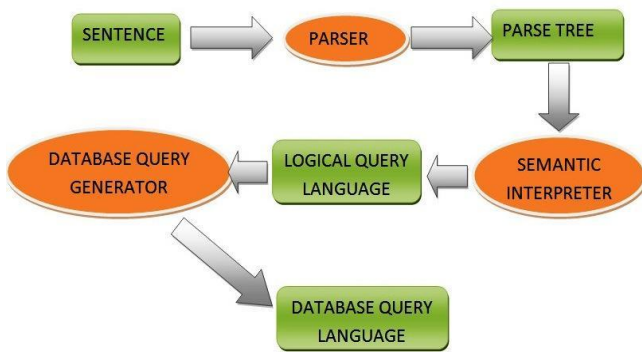 SENTENCE
PARSER
PARSE TREE
DATABASE QUERY
GENERATOR
LOGICAL QUERY
LANGUAGE
SEMANTIC
INTERPRETER
DATABASE QUERY
LANGUAGE